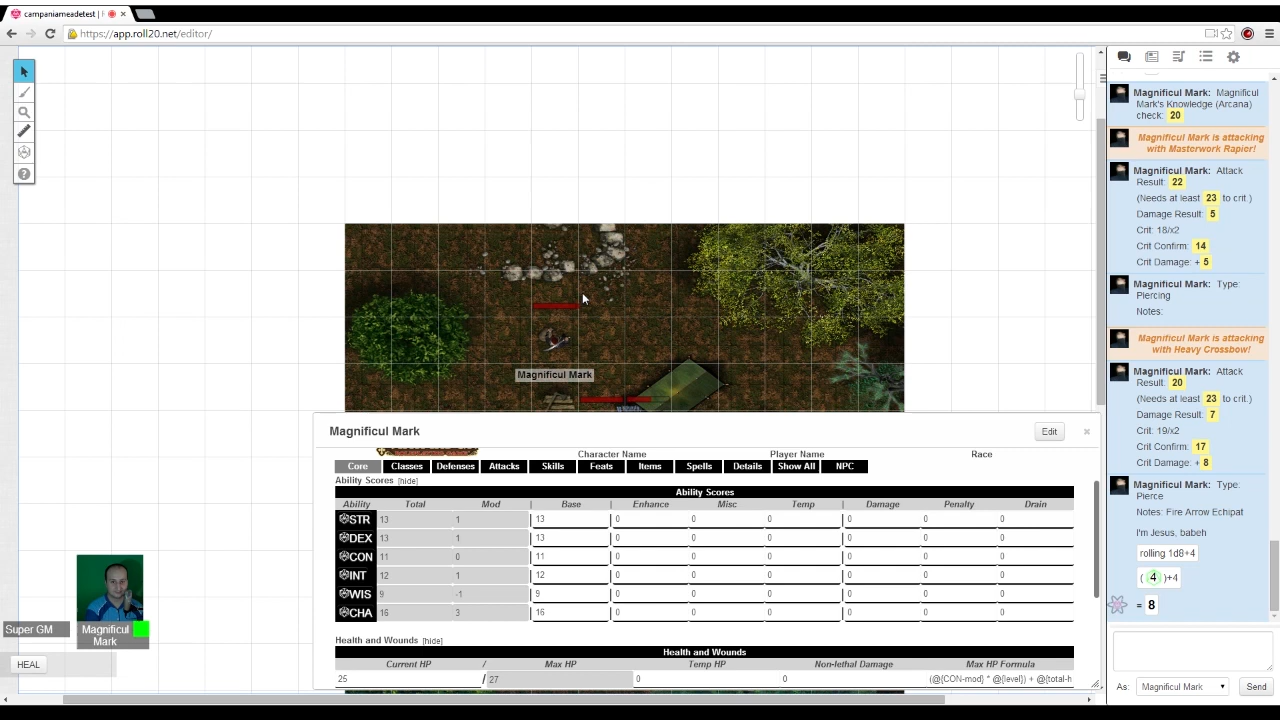 campaniameadetest |
https://app.roll20.net/editor/
Magnificul Mark
Magnificul Mark
Edit
Character Name Player Name Race
Core Classes Defenses Attacks Skills Feats Items Spells Details Show All NPC
Ability Scores [hide]
Ability Scores
Ability Total Mod | Base Enhance Misc Temp | Damage Penalty Drain
STR 13 1 13 0 0 0 0 0 0
DEX 13 1 13 0 0 0 0 0 0
CON 11 0 11 0 0 0 0 0 0
INT 12 1 12 0 0 0 0 0 0
WIS 9 -1 9 0 0 0 0 0 0
CHA 16 3 16 0 0 0 0 0 0
Health and Wounds [hide]
Health and Wounds
Current HP / Max HP Temp HP Non-lethal Damage Max HP Formula
25 / 27 0 0 (@{CON-mod} * @{level}) + @{total-h
Super GM
Magnificul
Mark
HEAL
Magnificul Mark: Magnificul
Mark's Knowledge (Arcana)
check: 20
Magnificul Mark is attacking
with Masterwork Rapier!
Magnificul Mark: Attack
Result: 22
(Needs at least 23 to crit.)
Damage Result: 5
Crit: 18/x2
Crit Confirm: 14
Crit Damage: + 5
Magnificul Mark: Type:
Piercing
Notes:
Magnificul Mark is attacking
with Heavy Crossbow!
Magnificul Mark: Attack
Result: 20
(Needs at least 23 to crit.)
Damage Result: 7
Crit: 19/x2
Crit Confirm: 17
Crit Damage: + 8
Magnificul Mark: Type:
Pierce
Notes: Fire Arrow Echipat
I'm Jesus, babeh
rolling 1d8+4
(4)+4
= 8
As: Magnificul Mark
Send